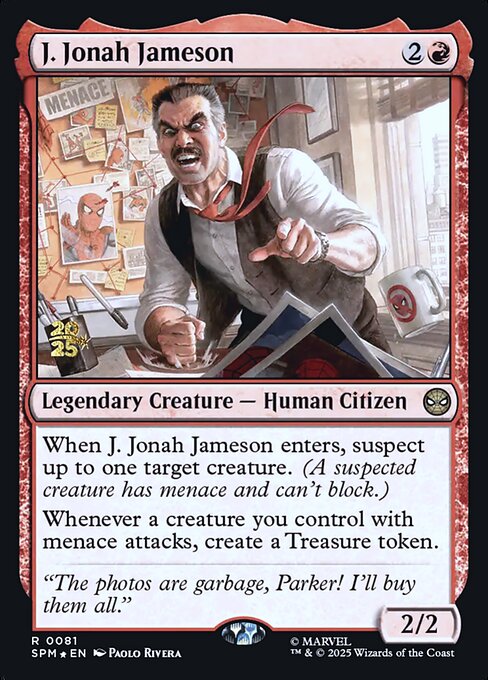 J. Jonah Jameson 2
MENACE
20
25
Legendary Creature — Human Citizen
When J. Jonah Jameson enters, suspect
up to one target creature. (A suspected
creature has menace and can't block.)
Whenever a creature you control with
menace attacks, create a Treasure token.
“The photos are garbage, Parker! I'll buy
them all.”
2/2
R 0081
SPM★EN Paolo Rivera
© MARVEL
™ & © 2025 Wizards of the Coast